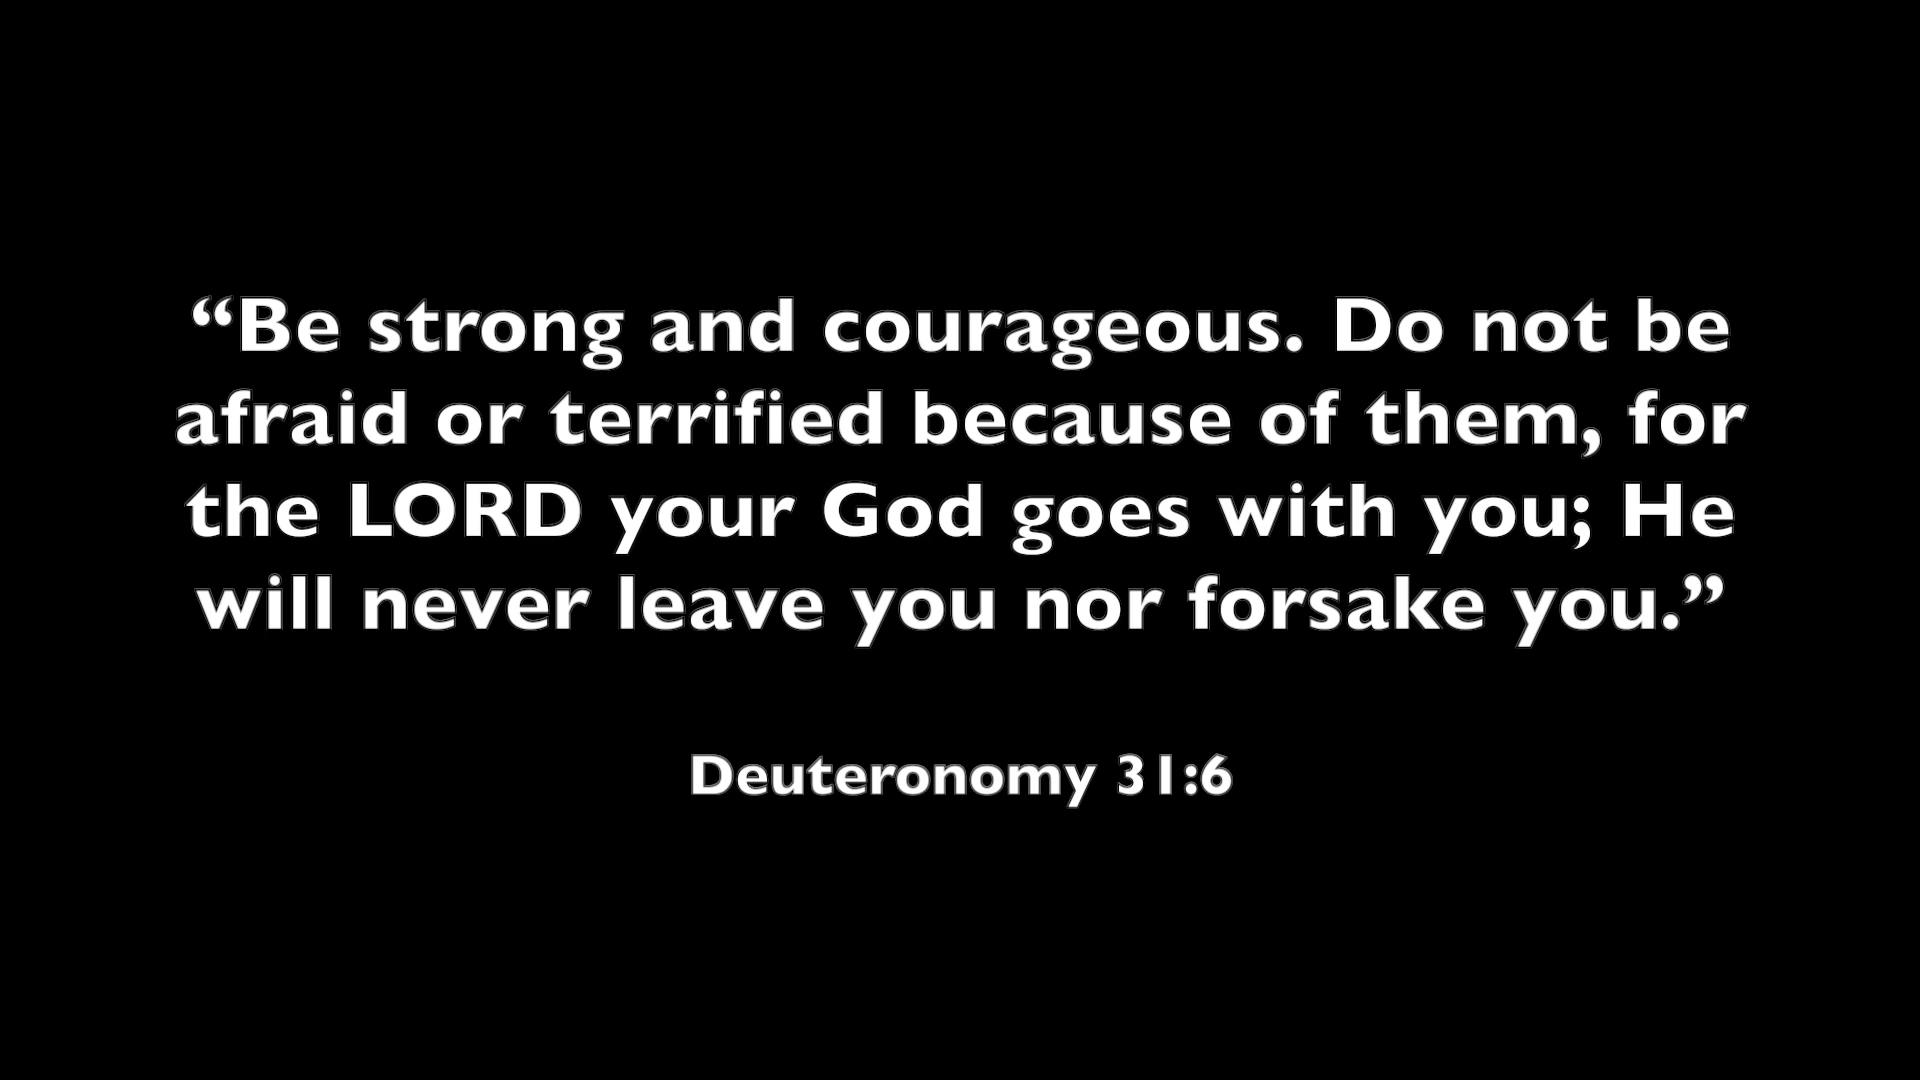 “Be strong and courageous. Do not be
afraid or terrified because of them, for
the LORD your God goes with you; He
will never leave you nor forsake you.”
Deuteronomy 31:6